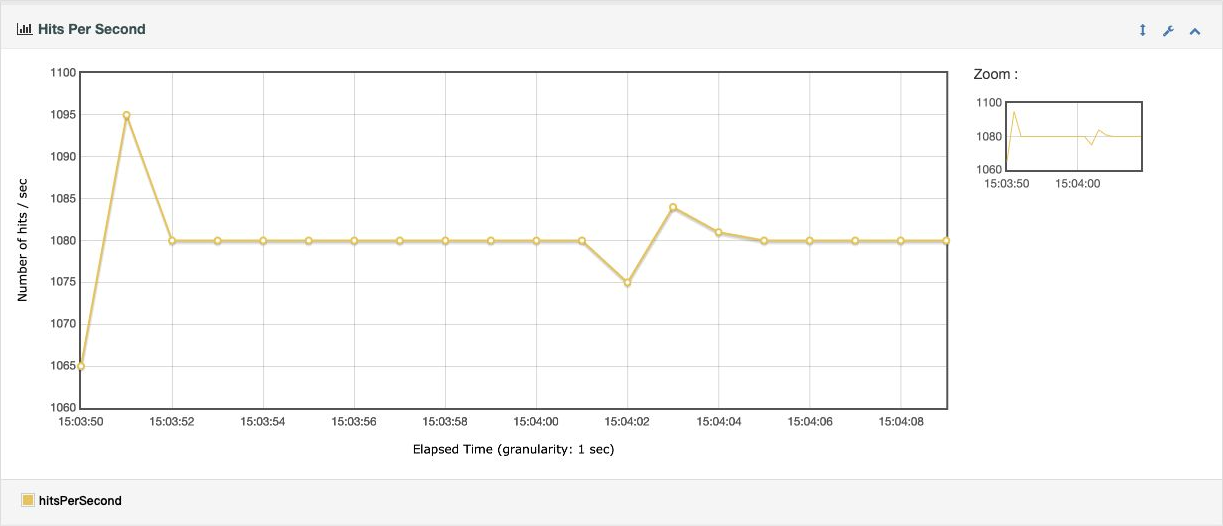 Hits Per Second
Zoom :
1100
1095
1090
1085
1080
1075
1070
1065
1060
Number of hits / sec
15:03:50 15:03:52 15:03:54 15:03:56 15:03:58 15:04:00 15:04:02 15:04:04 15:04:06 15:04:08
Elapsed Time (granularity: 1 sec)
1100
1080
1060
15:03:50 15:04:00
hitsPerSecond